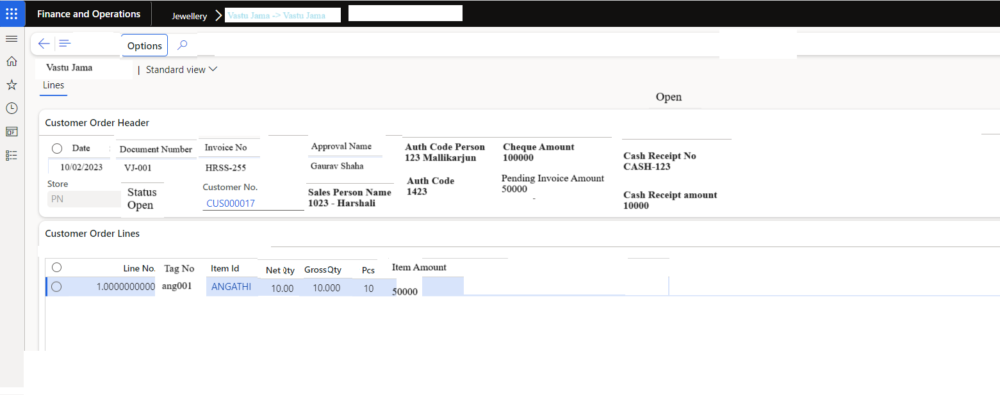 Finance and Operations
Jewellery
Vastu Jama -> Vastu Jama
Options
Vastu Jama | Standard view
Lines
Open
Customer Order Header
Date
10/02/2023
Store
PN
Document Number
VJ-001
Status
Open
Invoice No
HRSS-255
Customer No.
CUS000017
Approval Name
Gaurav Shaha
Sales Person Name
1023 - Harshali
Auth Code Person
123 Mallikarjun
Auth Code
1423
Cheque Amount
100000
Pending Invoice Amount
50000
Cash Receipt No
CASH-123
Cash Receipt amount
10000
Customer Order Lines
Line No. Tag No Item Id Net Qty GrossQty Pcs Item Amount
1.0000000000 ang001 ANGATHI 10.00 10.000 10 50000